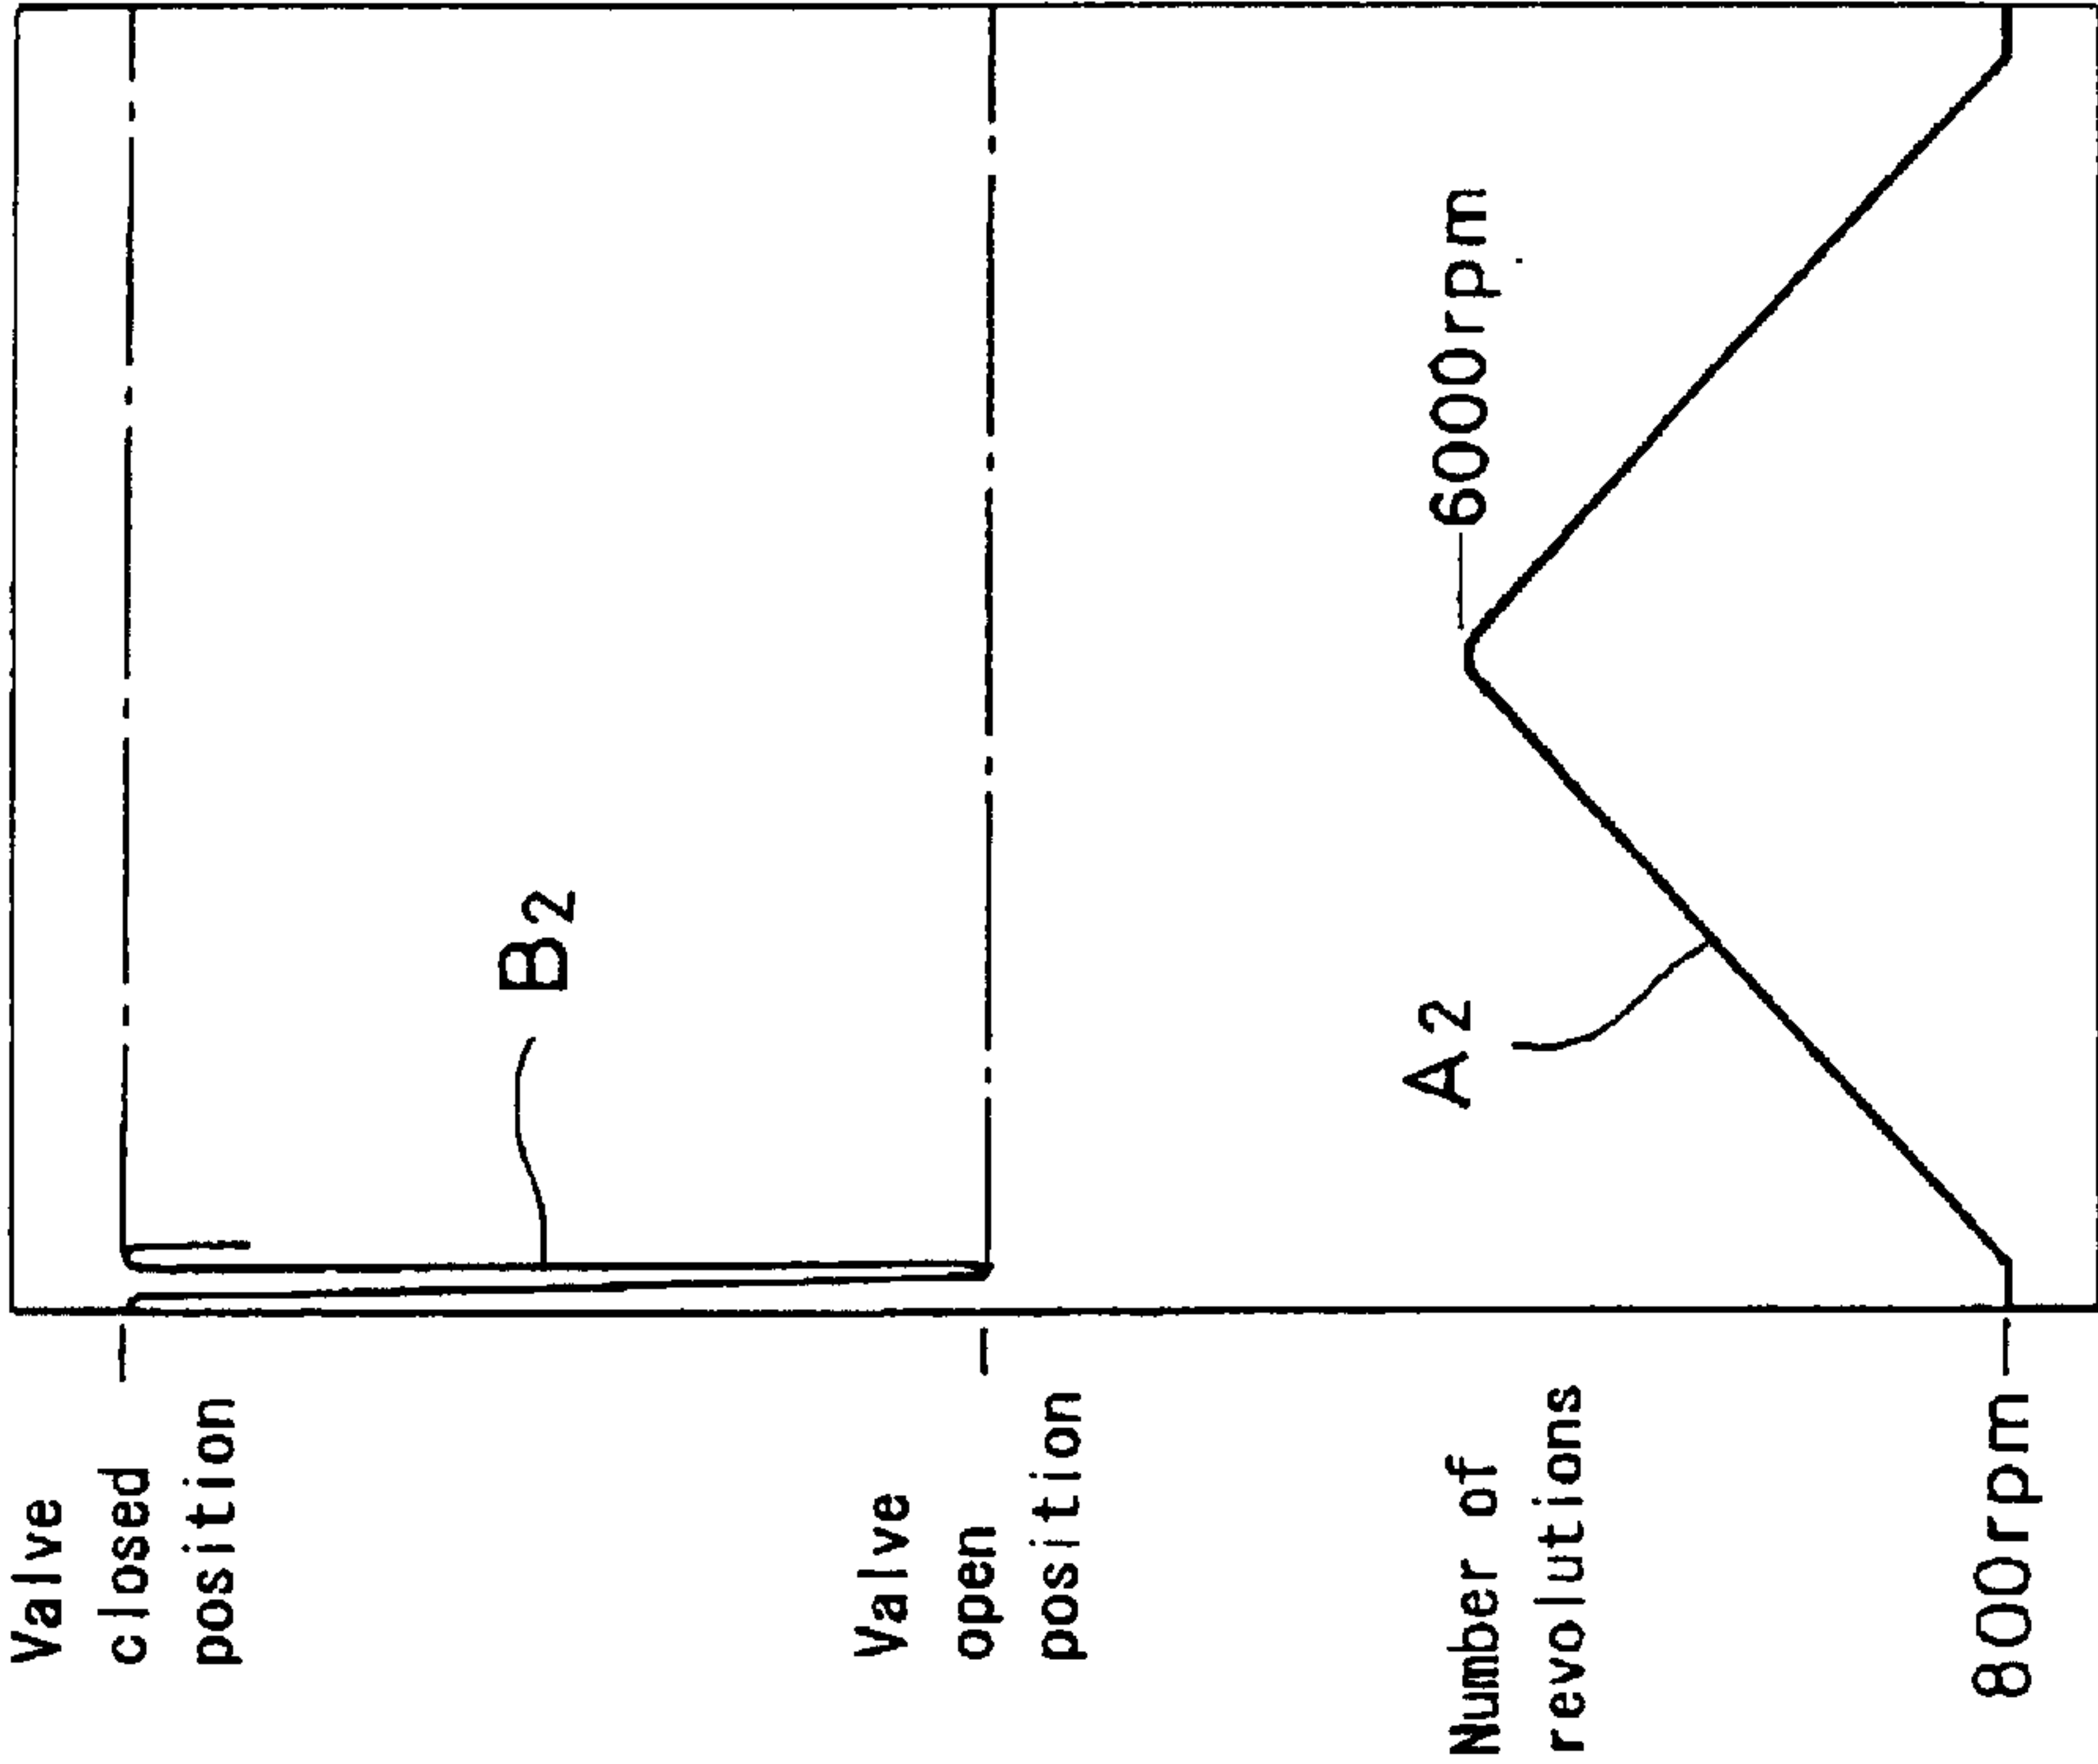 Valve
closed
position
Valve
open
position
Number of
revolutions
800rpm
B2
A2
6000rpm